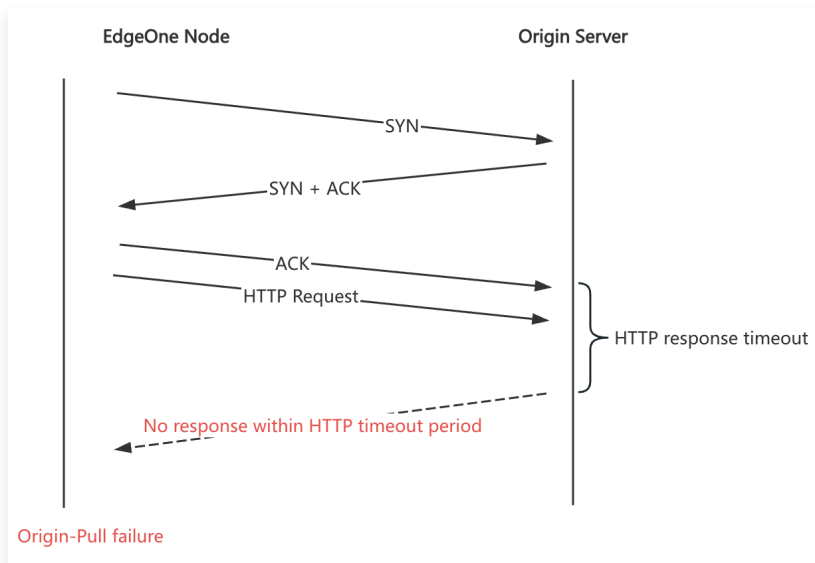 EdgeOne Node
Origin Server
SYN
SYN + ACK
ACK
HTTP Request
HTTP response timeout
No response within HTTP timeout period
Origin-Pull failure